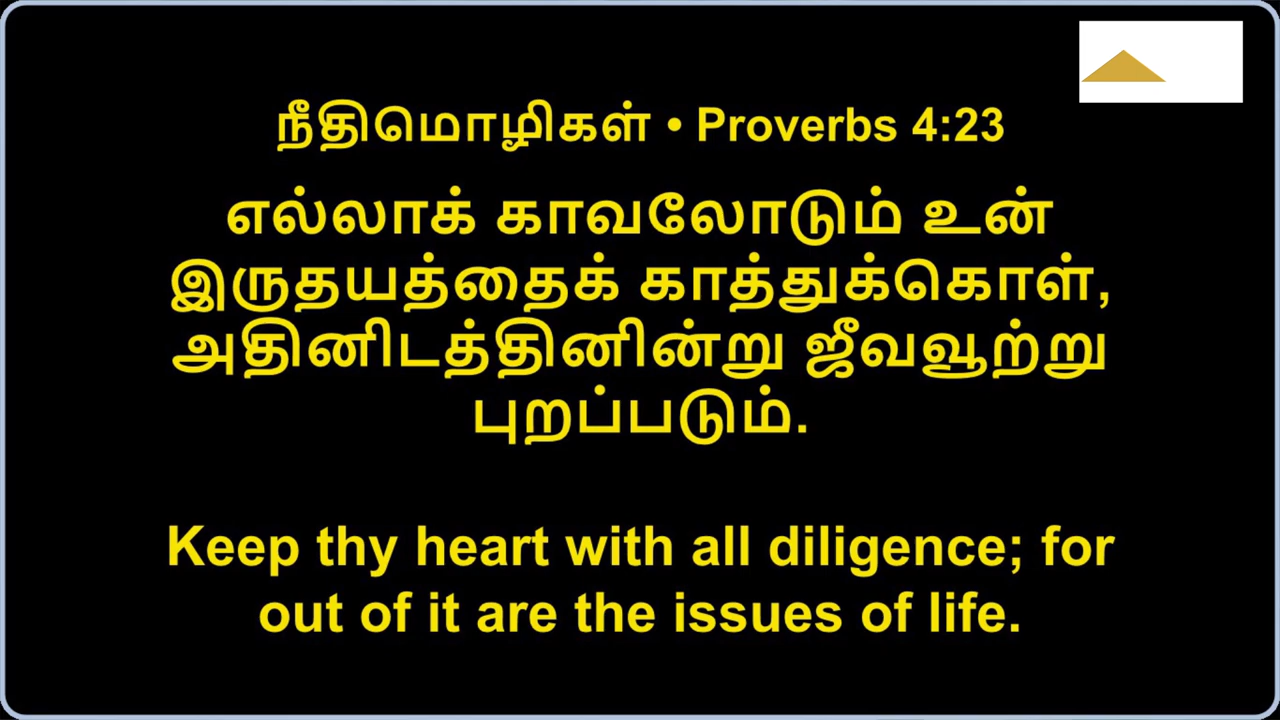 நீதிமொழிகள் • Proverbs 4:23
எல்லாக் காவலோடும் உன்
இருதயத்தைக் காத்துக்கொள்,
அதினிடத்தினின்று ஜீவவூற்று
புறப்படும்.
Keep thy heart with all diligence; for
out of it are the issues of life.